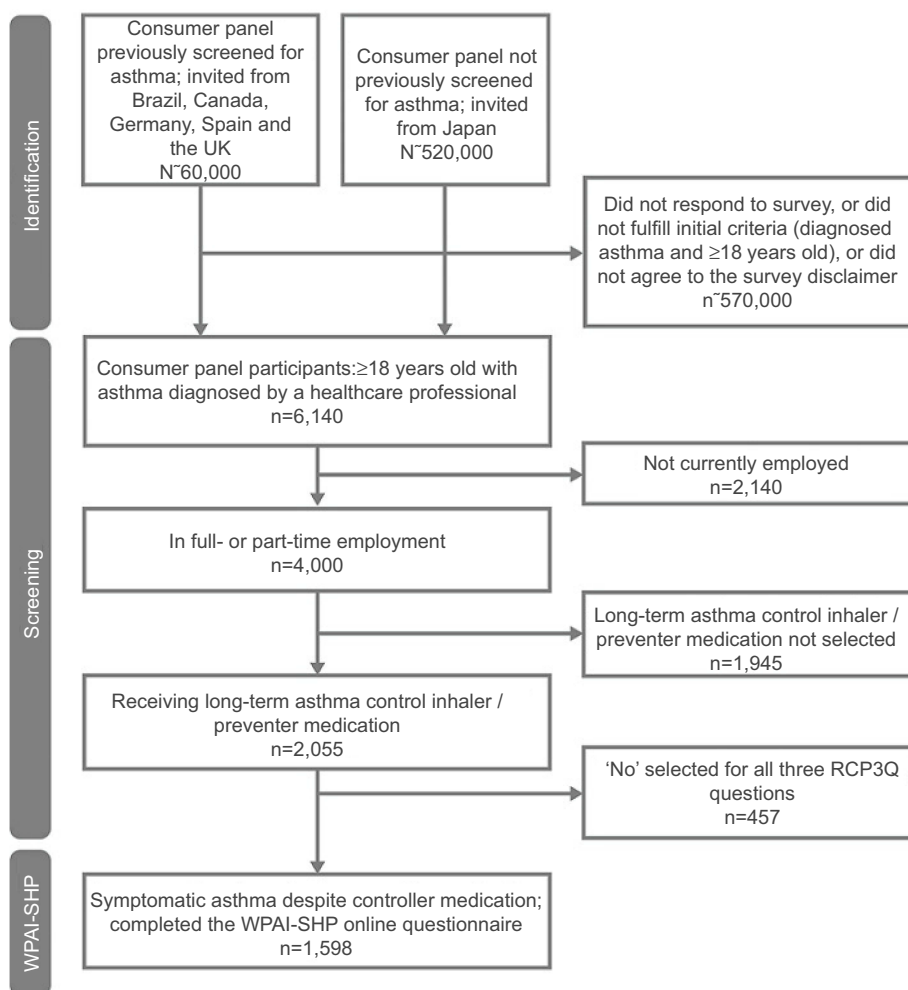 Identification
Consumer panel
previously screened for
asthma; invited from
Brazil, Canada,
Germany, Spain and
the UK
N~60,000
Consumer panel not
previously screened
for asthma; invited
from Japan
N~520,000
Did not respond to survey, or did
not fulfill initial criteria (diagnosed
asthma and ≥18 years old), or did
not agree to the survey disclaimer
n~570,000
Screening
Consumer panel participants:≥18 years old with
asthma diagnosed by a healthcare professional
n=6,140
Not currently employed
n=2,140
In full- or part-time employment
n=4,000
Long-term asthma control inhaler /
preventer medication not selected
n=1,945
Receiving long-term asthma control inhaler /
preventer medication
n=2,055
‘No’ selected for all three RCP3Q
questions
n=457
WPAI-SHP
Symptomatic asthma despite controller medication;
completed the WPAI-SHP online questionnaire
n=1,598